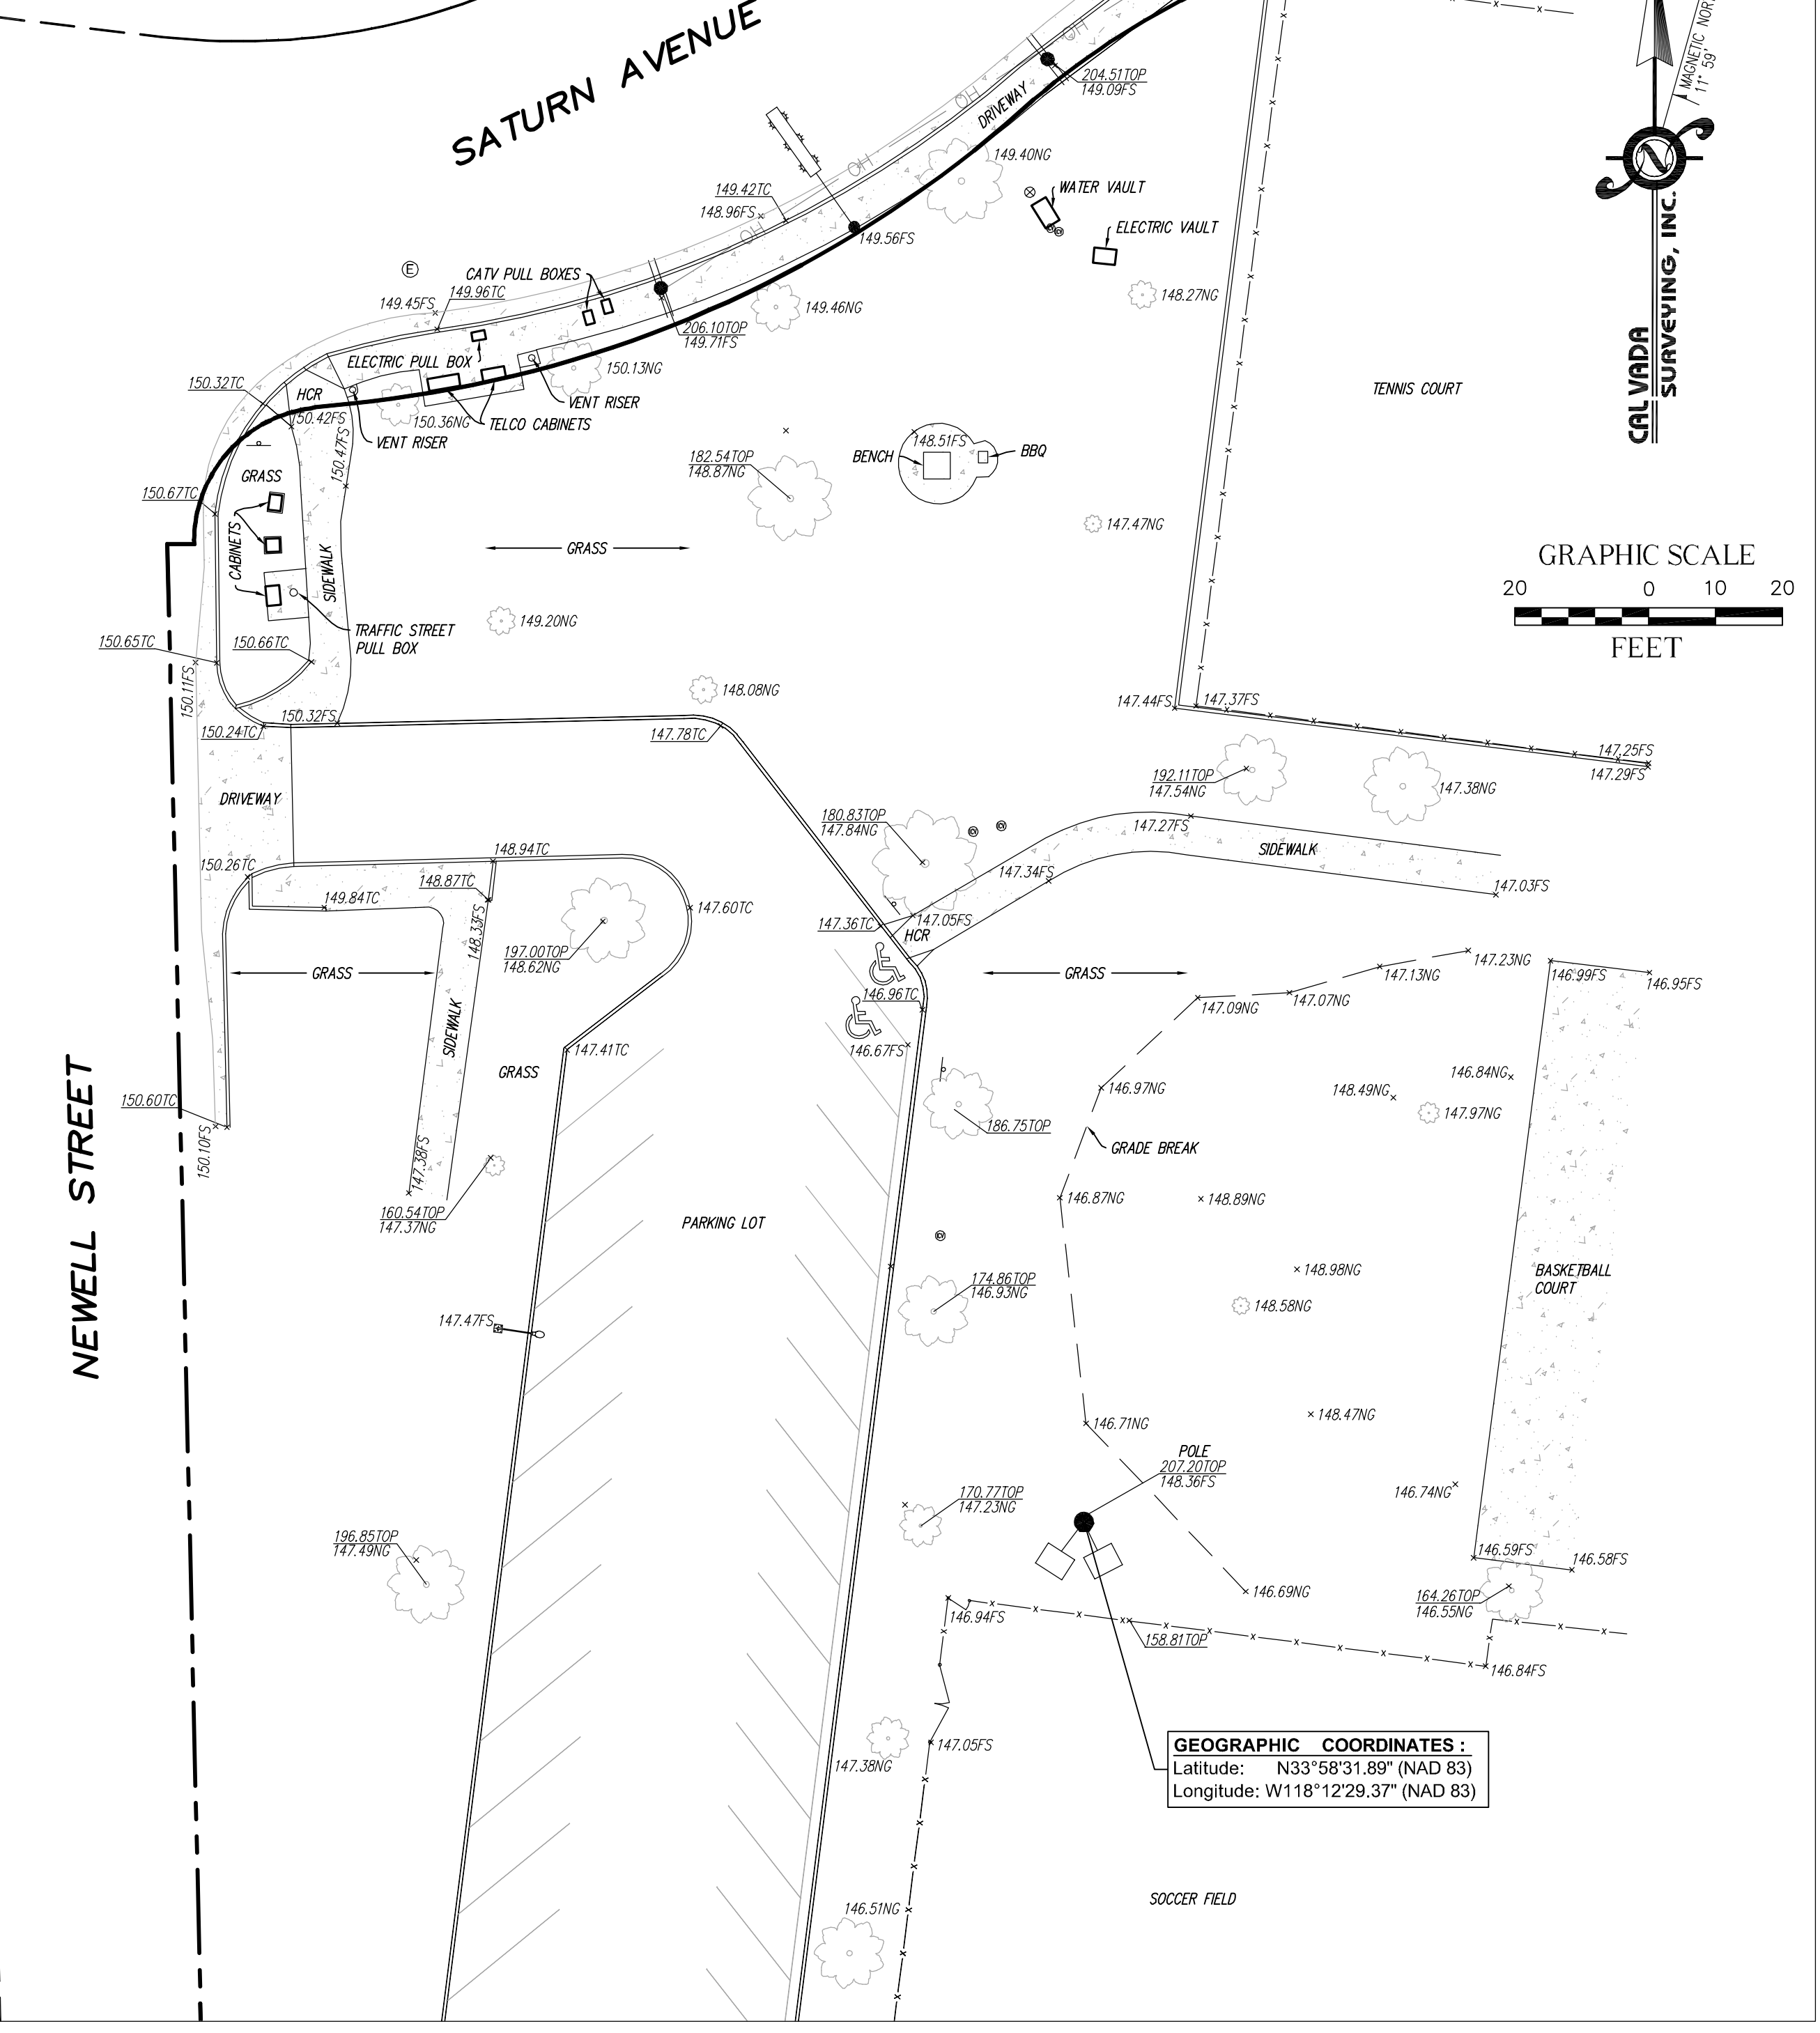 SATURN AVENUE
OH
204.51TOP
149.09FS
MAGNETIC NOR
11° 59'
OH
DRIVEWAY
149.40NG
OH
149.42TC
148.96FS
WATER VAULT
OH
149.56FS
ELECTRIC VAULT
E
CATV PULL BOXES
149.45FS
149.96TC
149.46NG
148.27NG
206.10TOP
149.71FS
CALVADA
SURVEYING, INC.
ELECTRIC PULL BOX
150.13NG
150.32TC
HCR
VENT RISER
TENNIS COURT
150.42FS
150.36NG
TELCO CABINETS
VENT RISER
150.47FS
148.51FS
BENCH
BBQ
182.54TOP
148.87NG
GRASS
150.67TC
147.47NG
CABINETS
GRASS
GRAPHIC SCALE
20 0 10 20
FEET
SIDEWALK
149.20NG
TRAFFIC STREET
PULL BOX
150.65TC
150.66TC
150.11FS
148.08NG
147.44FS
147.37FS
150.32FS
150.24TC
147.78TC
147.25FS
147.29FS
192.11TOP
147.54NG
147.38NG
DRIVEWAY
180.83TOP
147.84NG
147.27FS
SIDEWALK
148.94TC
150.26TC
148.87TC
147.34FS
147.03FS
149.84TC
148.33FS
147.60TC
147.36TC
147.05FS
HCR
197.00TOP
148.62NG
GRASS
GRASS
147.23NG
147.13NG
146.99FS
146.95FS
146.96TC
147.09NG
147.07NG
SIDEWALK
147.41TC
146.67FS
GRASS
146.97NG
148.49NG
146.84NG
147.97NG
150.60TC
150.10FS
186.75TOP
GRADE BREAK
147.38FS
160.54TOP
147.37NG
146.87NG
148.89NG
NEWELL STREET
PARKING LOT
148.98NG
BASKETBALL
COURT
174.86TOP
146.93NG
148.58NG
147.47FS
146.71NG
148.47NG
POLE
207.20TOP
148.36FS
146.74NG
170.77TOP
147.23NG
196.85TOP
147.49NG
146.59FS
146.58FS
146.69NG
164.26TOP
146.55NG
146.94FS
158.81TOP
146.84FS
147.05FS
147.38NG
GEOGRAPHIC COORDINATES :
Latitude: N33°58'31.89" (NAD 83)
Longitude: W118°12'29.37" (NAD 83)
SOCCER FIELD
146.51NG